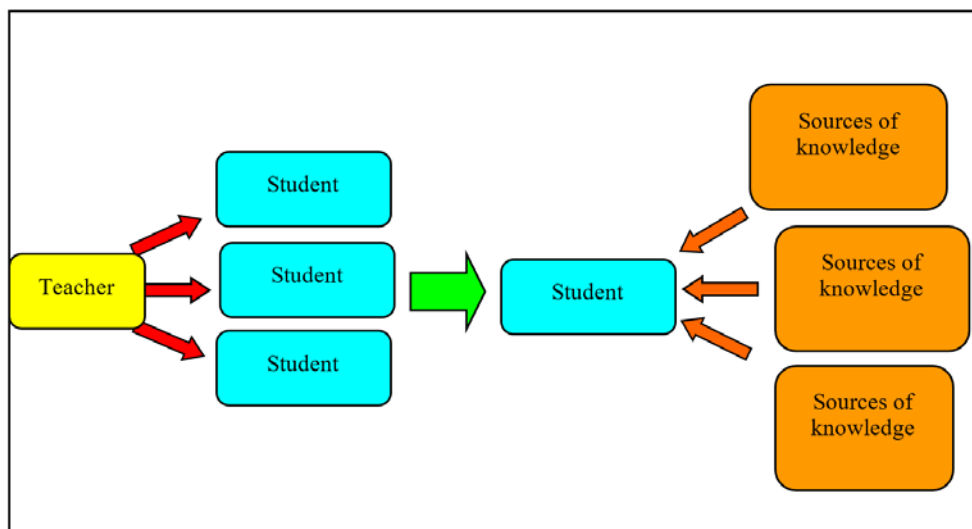 Teacher
Student
Student
Student
Student
Sources of
knowledge
Sources of
knowledge
Sources of
knowledge